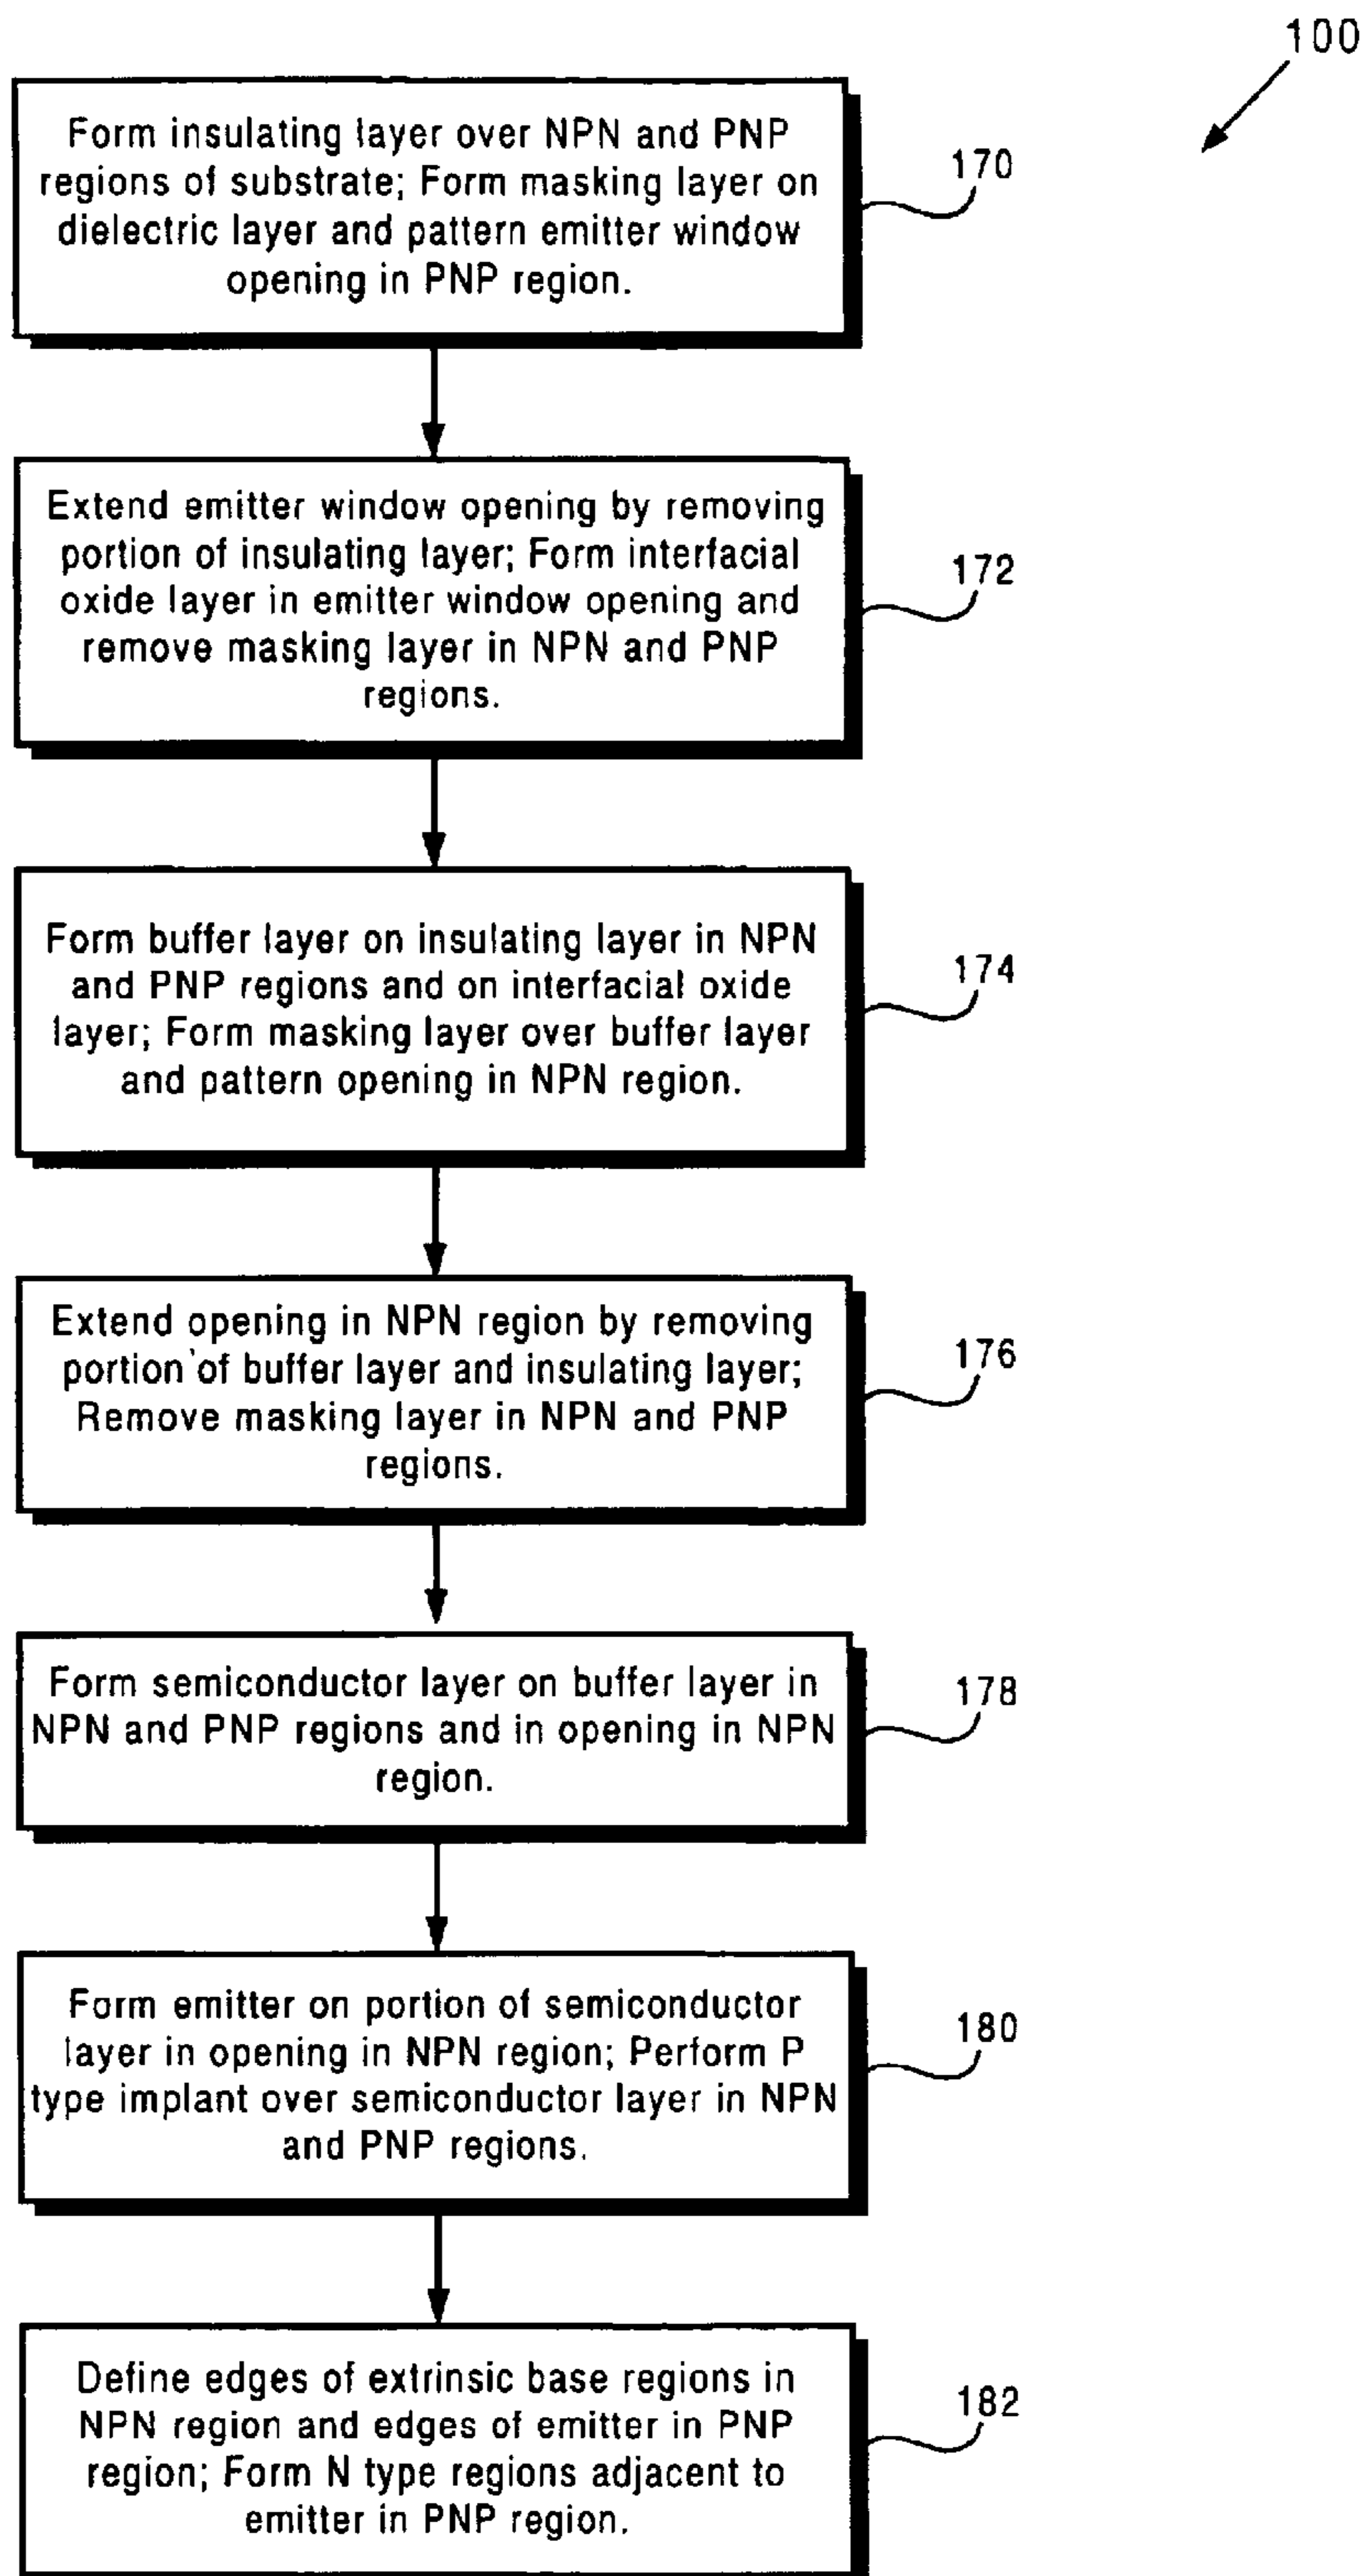 100
Form insulating layer over NPN and PNP
regions of substrate; Form masking layer on
dielectric layer and pattern emitter window
opening in PNP region.
170
Extend emitter window opening by removing
portion of insulating layer; Form interfacial
oxide layer in emitter window opening and
remove masking layer in NPN and PNP
regions.
172
Form buffer layer on insulating layer in NPN
and PNP regions and on interfacial oxide
layer; Form masking layer over buffer layer
and pattern opening in NPN region.
174
Extend opening in NPN region by removing
portion of buffer layer and insulating layer;
Remove masking layer in NPN and PNP
regions.
176
Form semiconductor layer on buffer layer in
NPN and PNP regions and in opening in NPN
region.
178
Form emitter on portion of semiconductor
layer in opening in NPN region; Perform P
type implant over semiconductor layer in NPN
and PNP regions.
180
Define edges of extrinsic base regions in
NPN region and edges of emitter in PNP
region; Form N type regions adjacent to
emitter in PNP region.
182